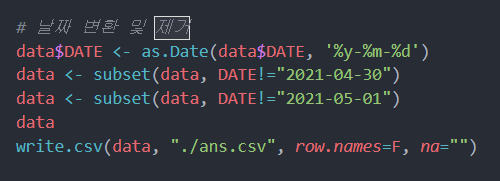 # 날짜 변환 및 제거
data$DATE <- as.Date(data$DATE, '%y-%m-%d')
data <- subset(data, DATE!="2021-04-30")
data <- subset(data, DATE!="2021-05-01")
data
write.csv(data, "./ans.csv", row.names=F, na="")